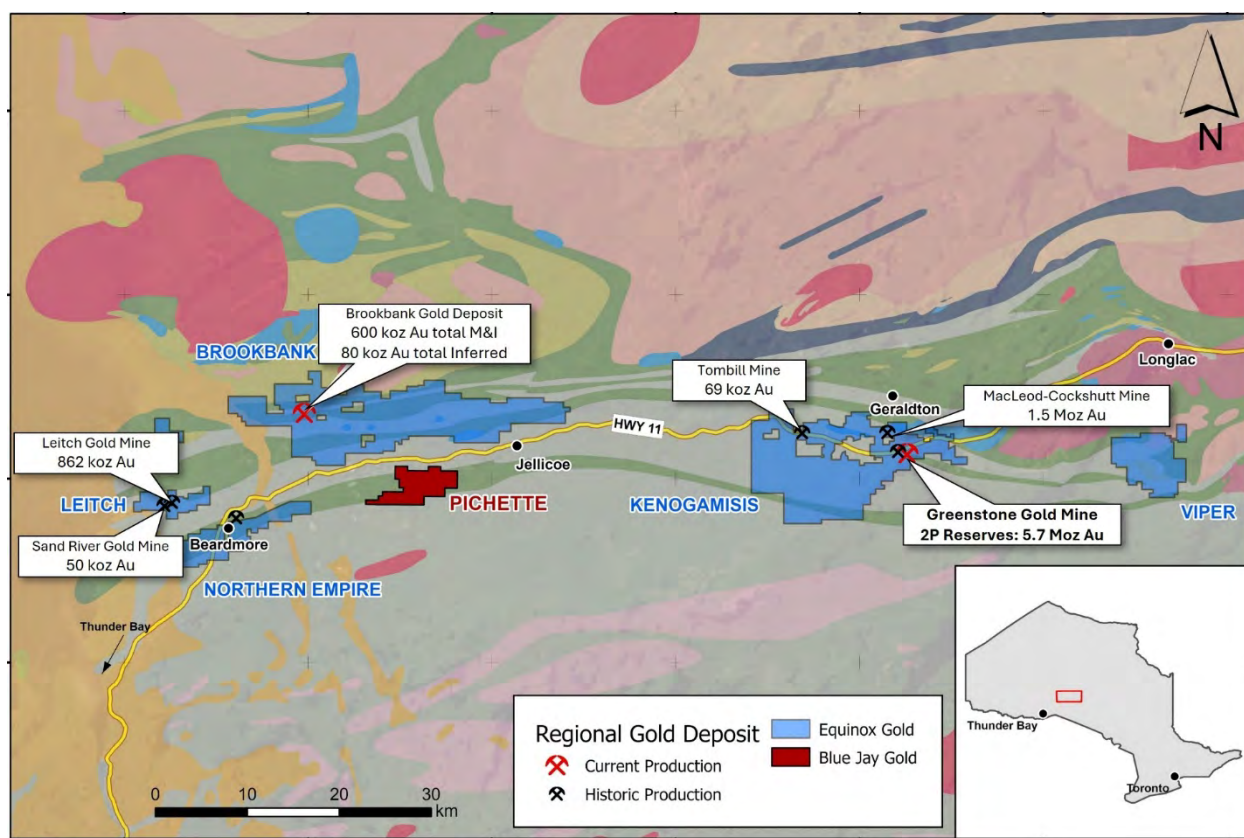 N
Brookbank Gold Deposit
600 koz Au total M&I
80 koz Au total Inferred
BROOKBANK
Longlac
Tombill Mine
69 koz Au
Geraldton
MacLeod-Cockshutt Mine
1.5 Moz Au
HWY 11
Leitch Gold Mine
862 koz Au
Jellicoe
LEITCH
PICHETTE
KENOGAMISIS
VIPER
Greenstone Gold Mine
2P Reserves: 5.7 Moz Au
Sand River Gold Mine
50 koz Au
Beardmore
NORTHERN EMPIRE
Thunder Bay
Regional Gold Deposit
Current Production
Historic Production
Equinox Gold
Blue Jay Gold
0 10 20 30
km
Thunder Bay
Toronto